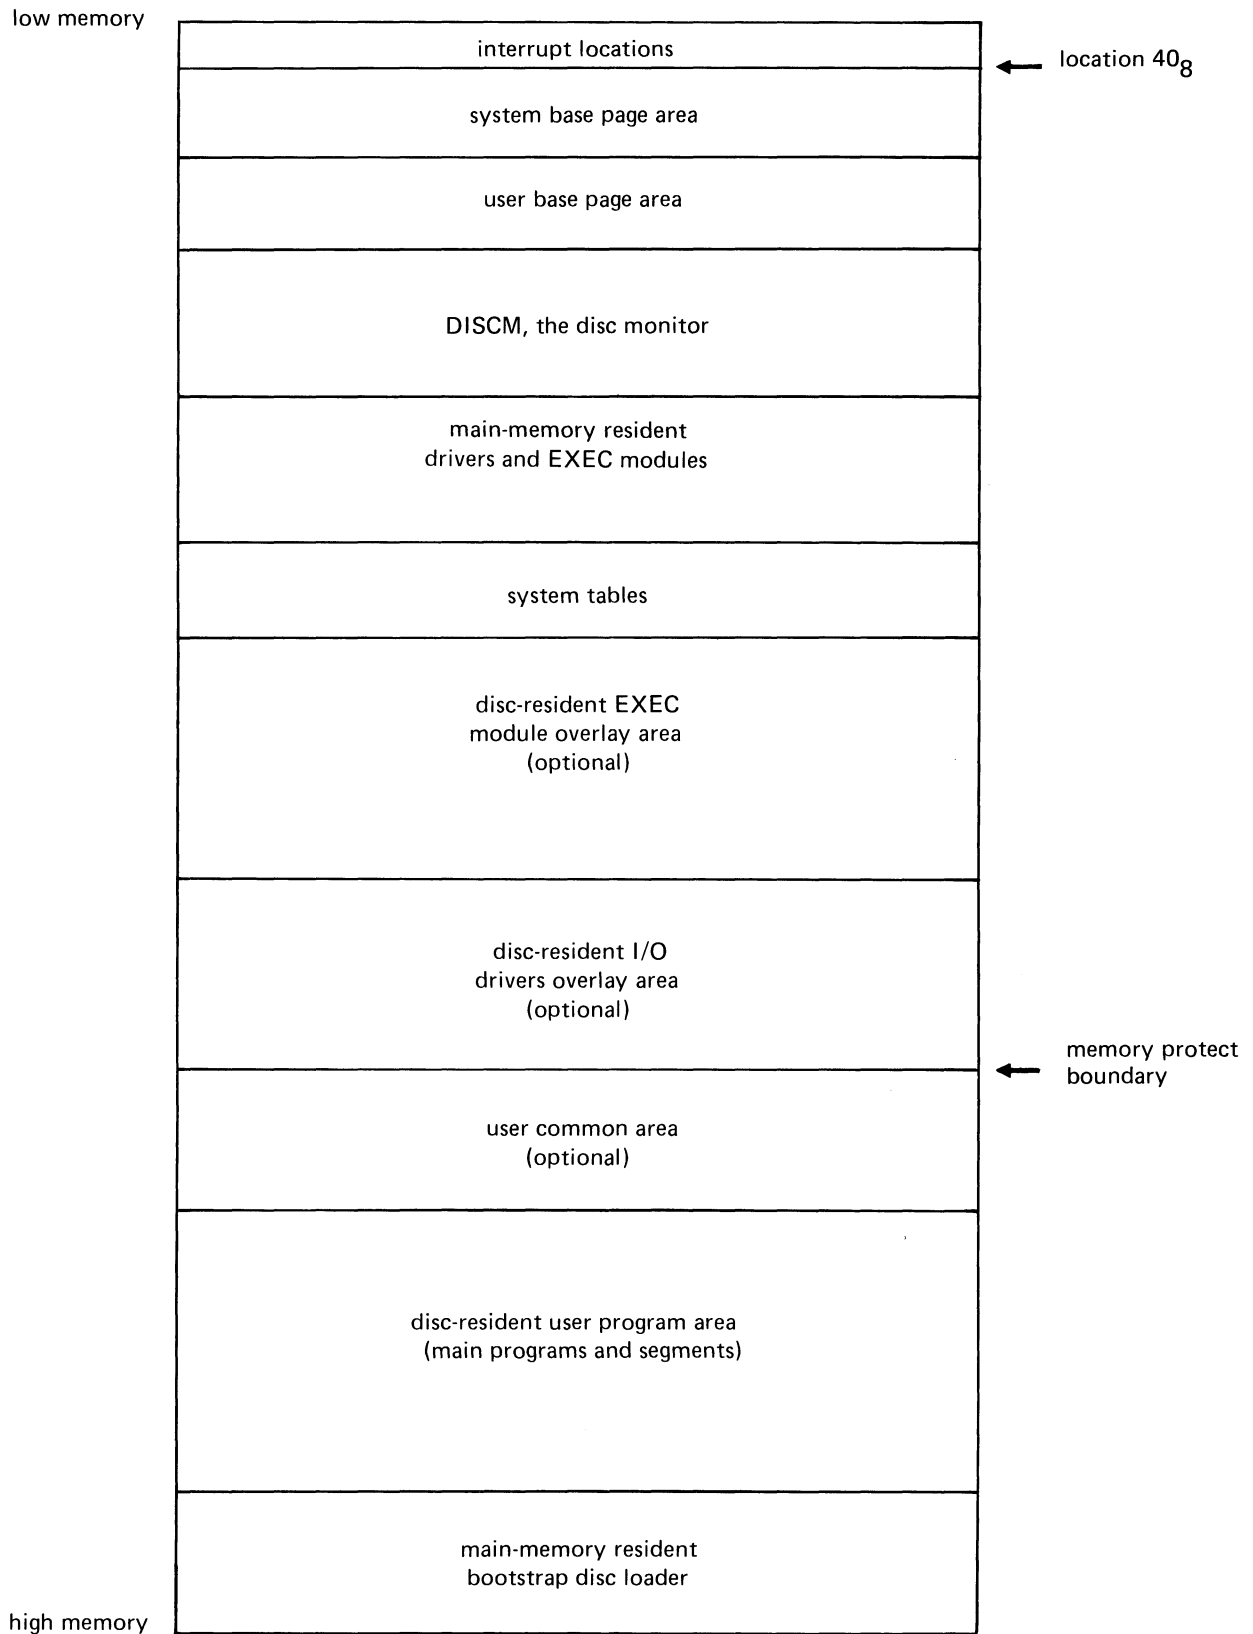 low memory
interrupt locations
location 40₈
system base page area
user base page area
DISCM, the disc monitor
main-memory resident
drivers and EXEC modules
system tables
disc-resident EXEC
module overlay area
(optional)
disc-resident I/O
drivers overlay area
(optional)
memory protect
boundary
user common area
(optional)
disc-resident user program area
(main programs and segments)
main-memory resident
bootstrap disc loader
high memory